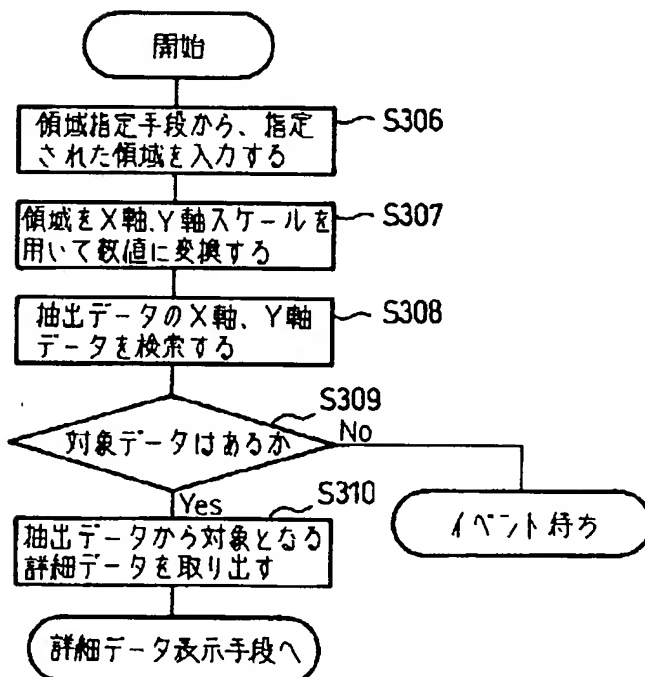 開始
領域指定手段から、指定
された領域を入力する
S306
領域をX軸、Y軸スケールを
用いて数値に変換する
S307
抽出データのX軸、Y軸
データを検索する
S308
対象データはあるか
S309
No
Yes
イベント待ち
S310
抽出データから対象となる
詳細データを取り出す
詳細データ表示手段へ